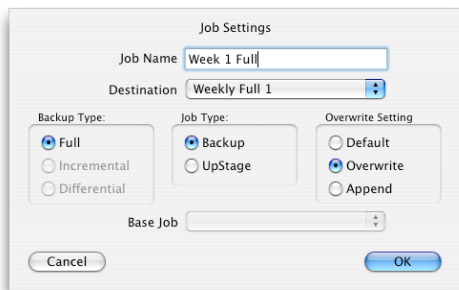 Job Settings
Job Name Week 1 Full
Destination Weekly Full 1
Backup Type: Job Type: Overwrite Setting
Full Backup Default
Incremental UpStage Overwrite
Differential Append
Base Job
Cancel OK